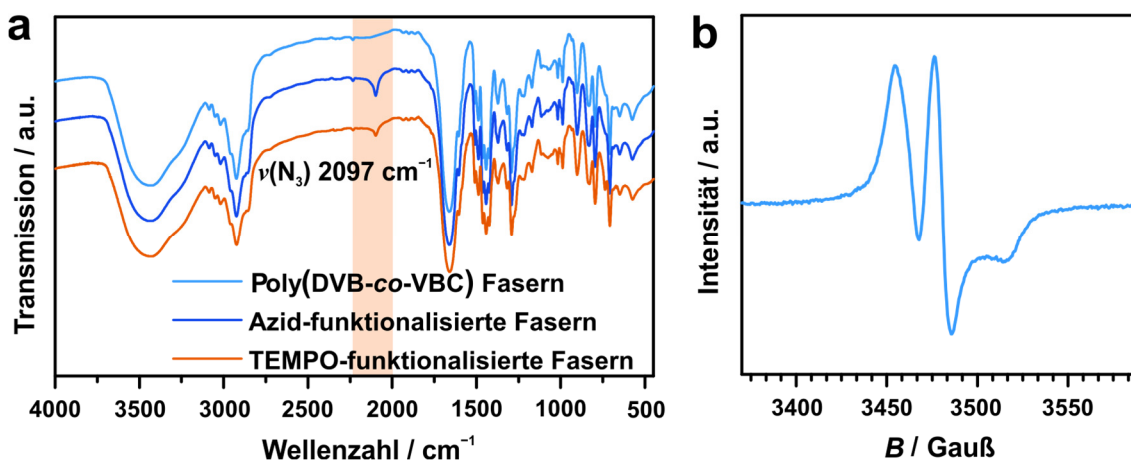 a
Transmission / a.u.
ν(N₃) 2097 cm⁻¹
Poly(DVB-co-VBC) Fasern
Azid-funktionalisierte Fasern
TEMPO-funktionalisierte Fasern
4000 3500 3000 2500 2000 1500 1000 500
Wellenzahl / cm⁻¹
b
Intensität / a.u.
3400 3450 3500 3550
B / Gauß